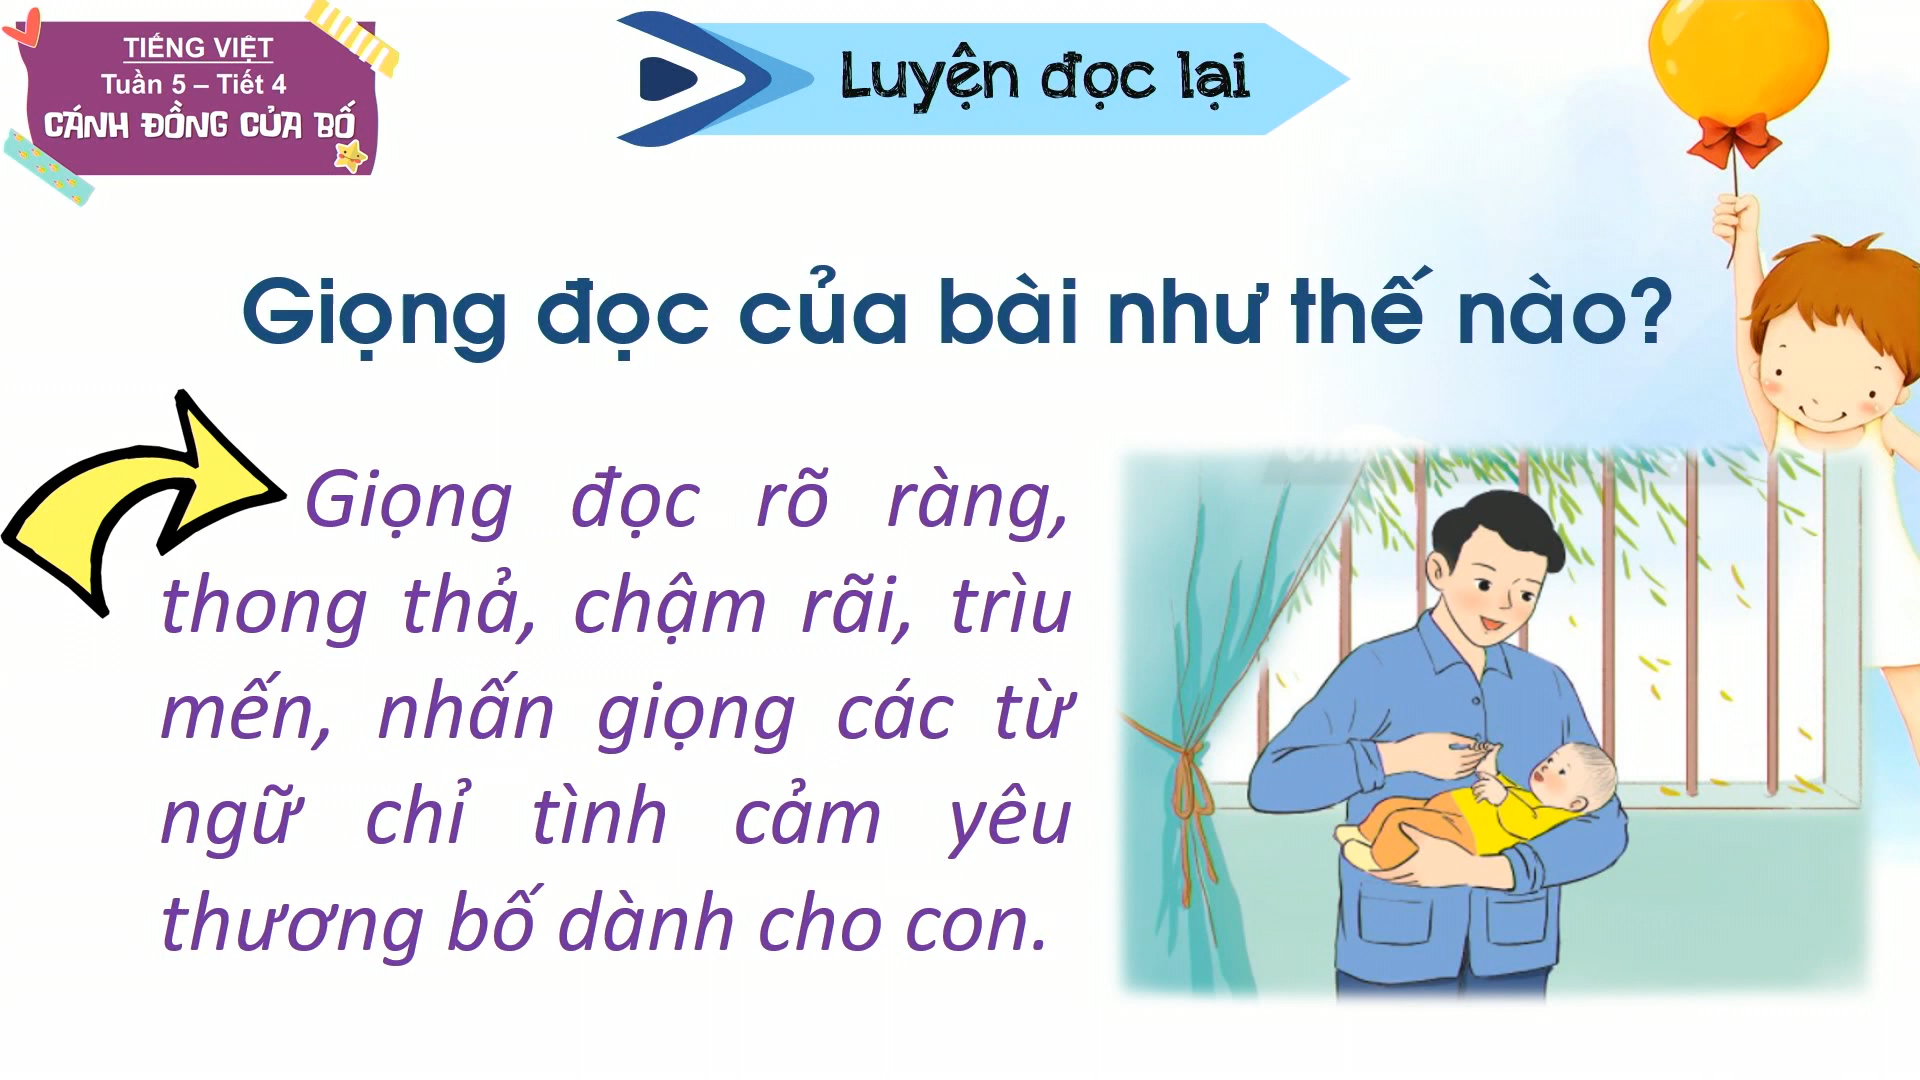 TIẾNG VIỆT
Tuần 5 – Tiết 4
CÁNH ĐỒNG CỦA BỐ
Luyện đọc lại
Giọng đọc của bài như thế nào?
Giọng đọc rõ ràng,
thong thả, chậm rãi, trìu
mến, nhấn giọng các từ
ngữ chỉ tình cảm yêu
thương bố dành cho con.